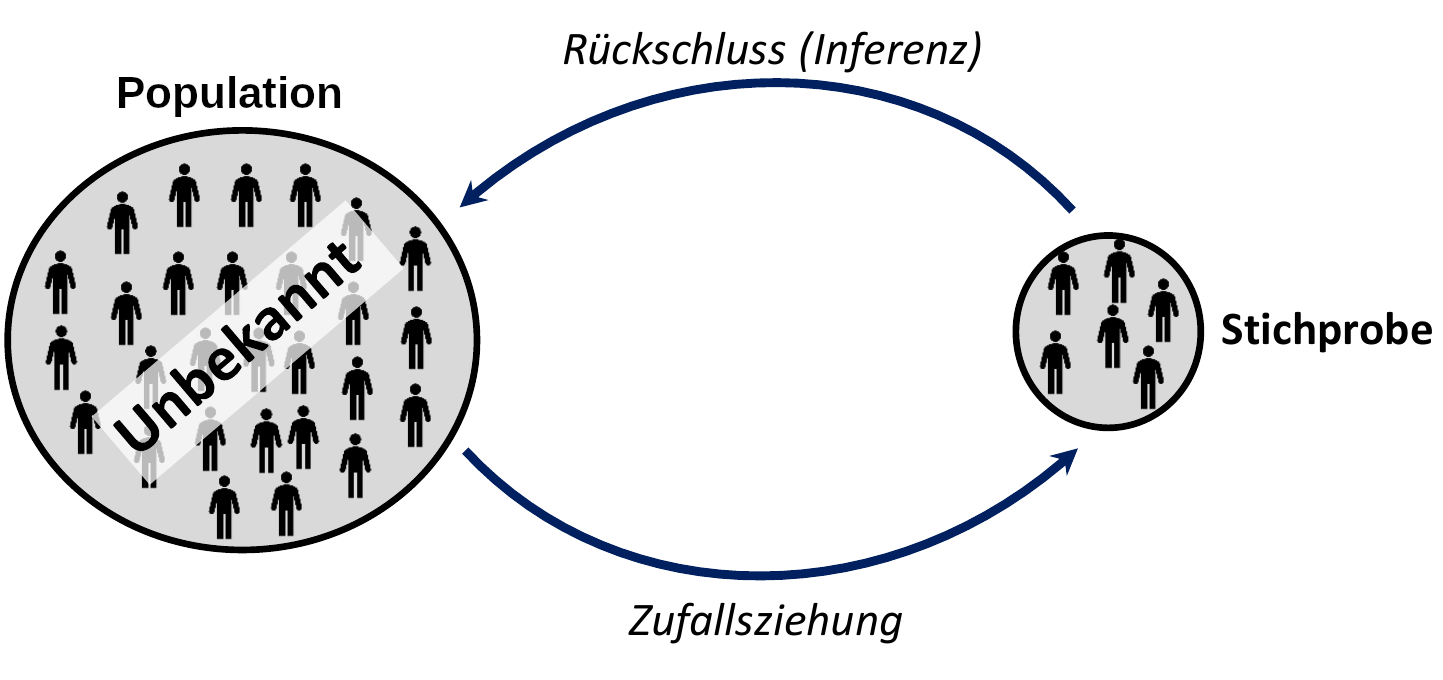 Rückschluss (Inferenz)
Population
Unbekannt
Stichprobe
Zufallsziehung